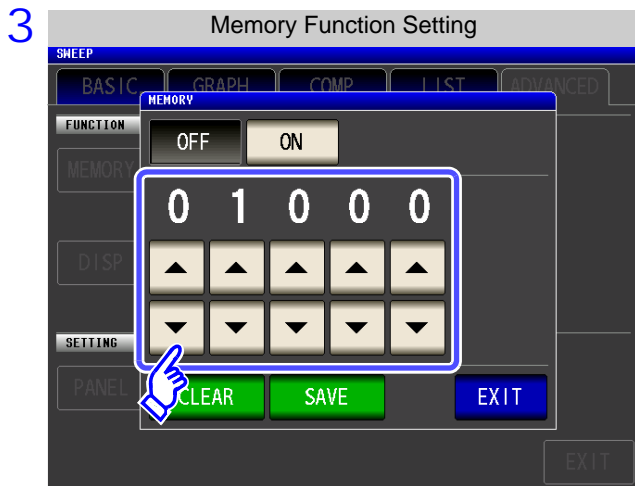 3
Memory Function Setting
SWEEP
BASIC GRAPH COMP LIST ADVANCED
MEMORY
FUNCTION
OFF ON
MEMORY
0 1 0 0 0
DISP
SETTING
PANEL
CLEAR SAVE EXIT
EXIT